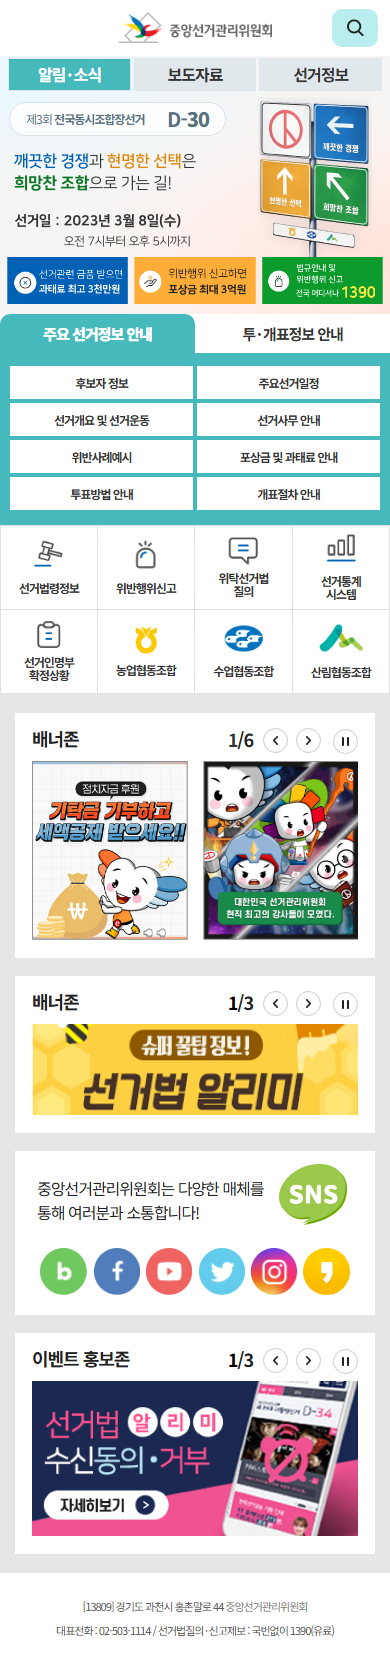 중앙선거관리위원회
알림·소식
보도자료
선거정보
제3회 전국동시조합장선거 D-30
깨끗한 경쟁과 현명한 선택은
희망찬 조합으로 가는 길!
선거일 : 2023년 3월 8일(수)
오전 7시부터 오후 5시까지
깨끗한 경쟁
현명한 선택
희망찬 조합
선거관련 금품 받으면
과태료 최고 3천만원
위반행위 신고하면
포상금 최대 3억원
법규안내 및
위반행위 신고
전국 어디서나 1390
주요 선거정보 안내
투·개표정보 안내
후보자 정보
주요선거일정
선거개요 및 선거운동
선거사무 안내
위반사례예시
포상금 및 과태료 안내
투표방법 안내
개표절차 안내
선거법령정보
위반행위신고
위탁선거법
질의
선거통계
시스템
선거인명부
확정상황
농업협동조합
수업협동조합
산림협동조합
배너존
1/6
정치자금 후원
기탁금 기부하고
세액공제 받으세요!!
₩
대한민국 선거관리위원회
현직 최고의 강사들이 모였다.
배너존
1/3
슈퍼 꿀팁 정보!
선거법 알리미
중앙선거관리위원회는 다양한 매체를
통해 여러분과 소통합니다!
SNS
이벤트 홍보존
1/3
선거법 알리미
수신동의·거부
자세히보기
D-34
[13809] 경기도 과천시 홍촌말로 44 중앙선거관리위원회
대표전화 : 02-503-1114 / 선거법질의·신고제보 : 국번없이 1390(유료)